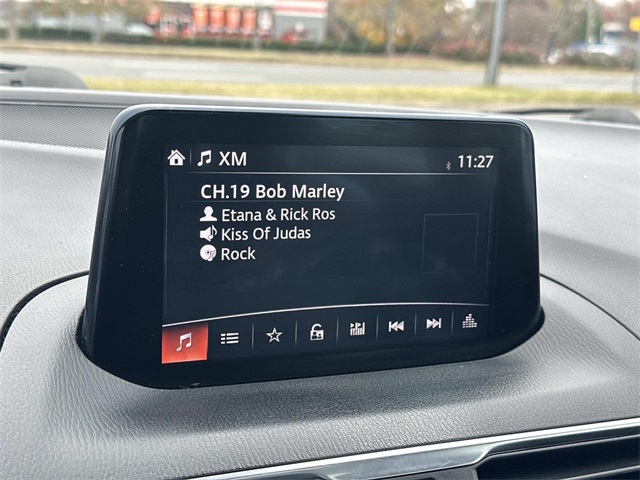 XM 11:27
CH.19 Bob Marley
Etana & Rick Ros
Kiss Of Judas
Rock